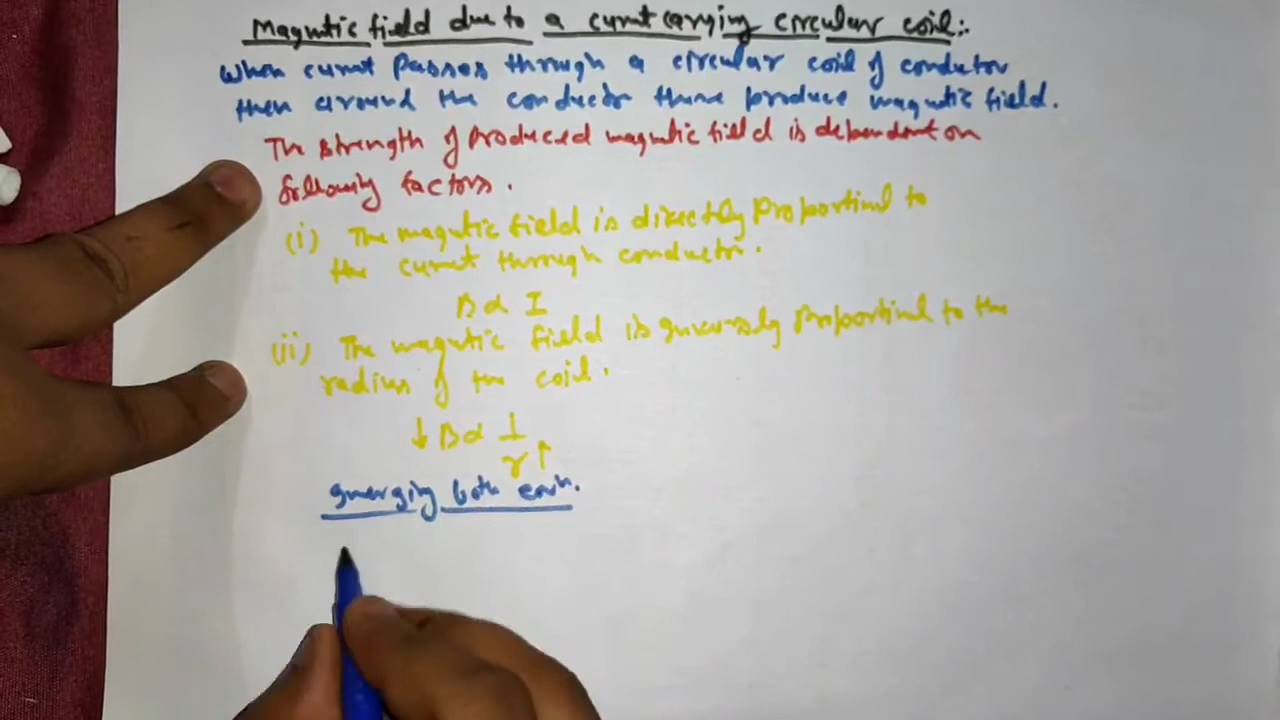 Magnetic field due to a current carrying circular coil:-
When current passes through a circular coil of conductor
then around the conductor there produce magnetic field.
The strength of produced magnetic field is dependent on
following factors.
(i) The magnetic field is directly proportional to
the current through conductor.
B α I
(ii) The magnetic field is inversely proportional to the
radius of the coil.
↓ B α 1/r ↑
both